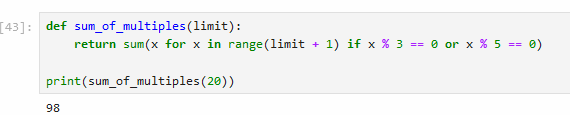 [43]: def sum_of_multiples(limit):
    return sum(x for x in range(limit + 1) if x % 3 == 0 or x % 5 == 0)
print(sum_of_multiples(20))
98